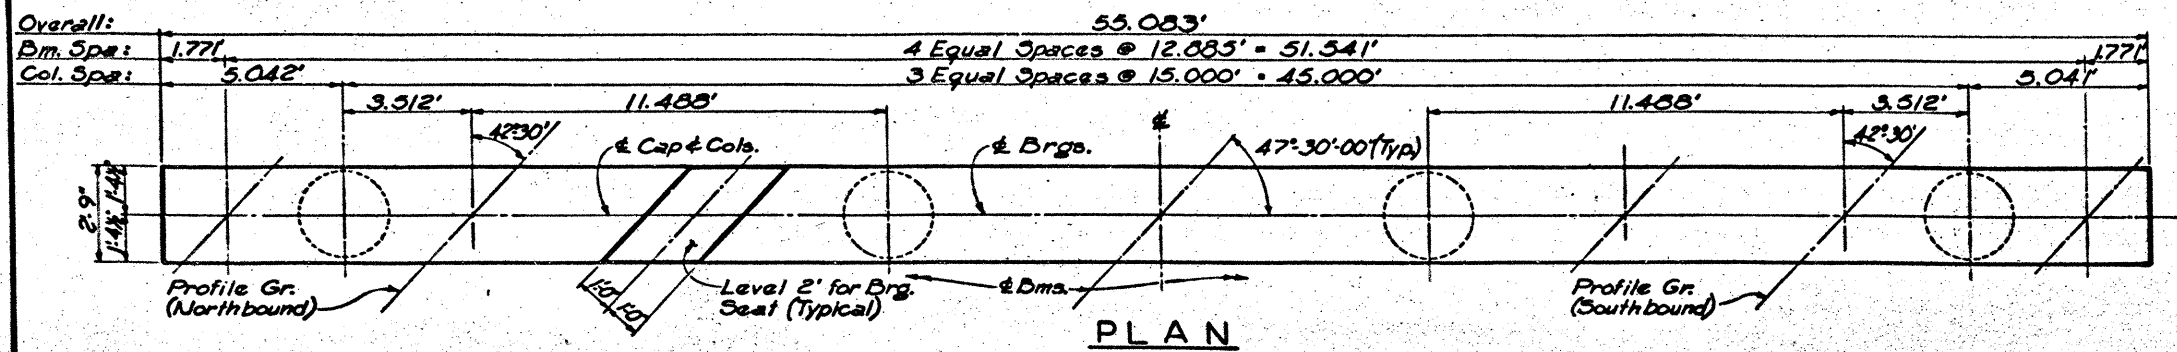 Overall: 55.083'
Bm. Spa: 1.771' 4 Equal Spaces @ 12.885' = 51.541' 1.771'
Col. Spa: 5.042' 3 Equal Spaces @ 15.000' = 45.000' 5.041'
3.512' 11.488' 11.488' 3.512'
42°30' ℄ Cap & Cols. ℄ Brgs. ℄ 47°-30'-00" (Typ.) 42°30'
2'-9"
1'-4½" 1'-4½"
Profile Gr.
(Northbound)
1'-0" 1'-0"
Level 2' for Brg.
Seat (Typical)
℄ Bms.
Profile Gr.
(Southbound)
PLAN